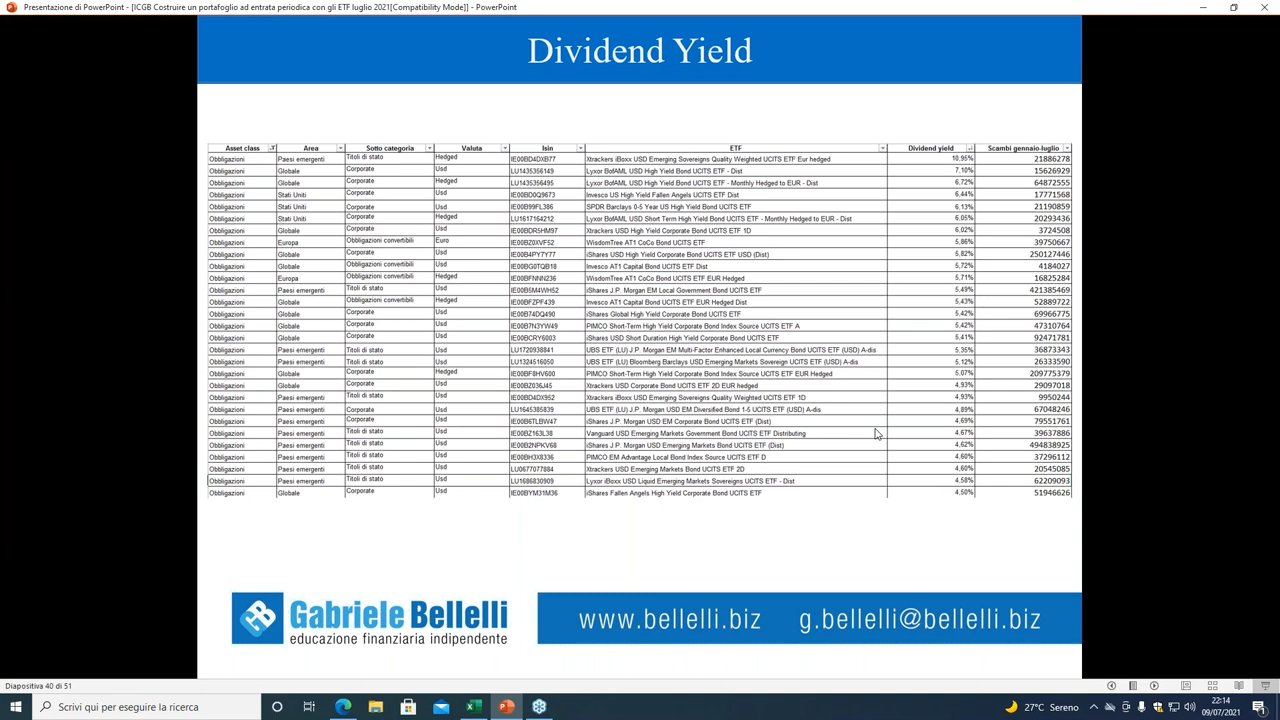 Presentazione di PowerPoint - [ICGB Costruire un portafoglio ad entrata periodica con gli ETF luglio 2021[Compatibility Mode]] - PowerPoint
Dividend Yield
Asset class Area Sotto categoria Valuta Isin ETF Dividend yield Scambi gennaio-luglio
Obbligazioni Paesi emergenti Titoli di stato Hedged IE00BD4DXB77 Xtrackers iBoxx USD Emerging Sovereigns Quality Weighted UCITS ETF Eur hedged 10,95% 21886278
Obbligazioni Globale Corporate Usd LU1435356149 Lyxor BofAML USD High Yield Bond UCITS ETF - Dist 7,10% 15626929
Obbligazioni Globale Corporate Hedged LU1435356495 Lyxor BofAML USD High Yield Bond UCITS ETF - Monthly Hedged to EUR - Dist 6,72% 64872555
Obbligazioni Stati Uniti Corporate Usd IE00BD0Q9673 Invesco US High Yield Fallen Angels UCITS ETF Dist 6,44% 17771568
Obbligazioni Stati Uniti Corporate Usd IE00B99FL386 SPDR Barclays 0-5 Year US High Yield Bond UCITS ETF 6,13% 21190859
Obbligazioni Stati Uniti Corporate Hedged LU1617164212 Lyxor BofAML USD Short Term High Yield Bond UCITS ETF - Monthly Hedged to EUR - Dist 6,05% 20293436
Obbligazioni Globale Corporate Usd IE00BDR5HM97 Xtrackers USD High Yield Corporate Bond UCITS ETF 1D 6,02% 3724508
Obbligazioni Europa Obbligazioni convertibili Euro IE00BZ0XVF52 WisdomTree AT1 CoCo Bond UCITS ETF 5,86% 39750667
Obbligazioni Globale Corporate Usd IE00B4PY7Y77 iShares USD High Yield Corporate Bond UCITS ETF USD (Dist) 5,82% 250127446
Obbligazioni Globale Obbligazioni convertibili Usd IE00BG0TQB18 Invesco AT1 Capital Bond UCITS ETF Dist 5,72% 4184027
Obbligazioni Europa Obbligazioni convertibili Hedged IE00BFNNN236 WisdomTree AT1 CoCo Bond UCITS ETF EUR Hedged 5,71% 16825284
Obbligazioni Paesi emergenti Titoli di stato Usd IE00B5M4WH52 iShares J.P. Morgan EM Local Government Bond UCITS ETF 5,49% 421385469
Obbligazioni Globale Obbligazioni convertibili Hedged IE00BFZPF439 Invesco AT1 Capital Bond UCITS ETF EUR Hedged Dist 5,43% 52889722
Obbligazioni Globale Corporate Usd IE00B74DQ490 iShares Global High Yield Corporate Bond UCITS ETF 5,42% 69966775
Obbligazioni Globale Corporate Usd IE00B7N3YW49 PIMCO Short-Term High Yield Corporate Bond Index Source UCITS ETF A 5,42% 47310764
Obbligazioni Globale Corporate Usd IE00BCRY6003 iShares USD Short Duration High Yield Corporate Bond UCITS ETF 5,41% 92471781
Obbligazioni Paesi emergenti Titoli di stato Usd LU1720938841 UBS ETF (LU) J.P. Morgan EM Multi-Factor Enhanced Local Currency Bond UCITS ETF (USD) A-dis 5,35% 36873343
Obbligazioni Paesi emergenti Titoli di stato Usd LU1324516050 UBS ETF (LU) Bloomberg Barclays USD Emerging Markets Sovereign UCITS ETF (USD) A-dis 5,12% 26333590
Obbligazioni Globale Corporate Hedged IE00BF8HV600 PIMCO Short-Term High Yield Corporate Bond Index Source UCITS ETF EUR Hedged 5,07% 209775379
Obbligazioni Globale Corporate Usd IE00BZ036J45 Xtrackers USD Corporate Bond UCITS ETF 2D EUR hedged 4,93% 29097018
Obbligazioni Paesi emergenti Titoli di stato Usd IE00BD4DX952 Xtrackers iBoxx USD Emerging Sovereigns Quality Weighted UCITS ETF 1D 4,93% 9950244
Obbligazioni Paesi emergenti Corporate Usd LU1645385839 UBS ETF (LU) J.P. Morgan USD EM Diversified Bond 1-5 UCITS ETF (USD) A-dis 4,89% 67048246
Obbligazioni Paesi emergenti Corporate Usd IE00B6TLBW47 iShares J.P. Morgan USD EM Corporate Bond UCITS ETF (Dist) 4,69% 79551761
Obbligazioni Paesi emergenti Titoli di stato Usd IE00BZ163L38 Vanguard USD Emerging Markets Government Bond UCITS ETF Distributing 4,67% 39637886
Obbligazioni Paesi emergenti Titoli di stato Usd IE00B2NPKV68 iShares J.P. Morgan USD Emerging Markets Bond UCITS ETF (Dist) 4,62% 494838925
Obbligazioni Paesi emergenti Titoli di stato Usd IE00BH3X8336 PIMCO EM Advantage Local Bond Index Source UCITS ETF D 4,60% 37296112
Obbligazioni Paesi emergenti Titoli di stato Usd LU0677077884 Xtrackers USD Emerging Markets Bond UCITS ETF 2D 4,60% 20545085
Obbligazioni Paesi emergenti Titoli di stato Usd LU1686830909 Lyxor iBoxx USD Liquid Emerging Markets Sovereigns UCITS ETF - Dist 4,58% 62209093
Obbligazioni Globale Corporate Usd IE00BYM31M36 iShares Fallen Angels High Yield Corporate Bond UCITS ETF 4,50% 51946626
Gabriele Bellelli
educazione finanziaria indipendente
www.bellelli.biz g.bellelli@bellelli.biz
Diapositiva 40 di 51
Scrivi qui per eseguire la ricerca
27°C Sereno
22:14
09/07/2021